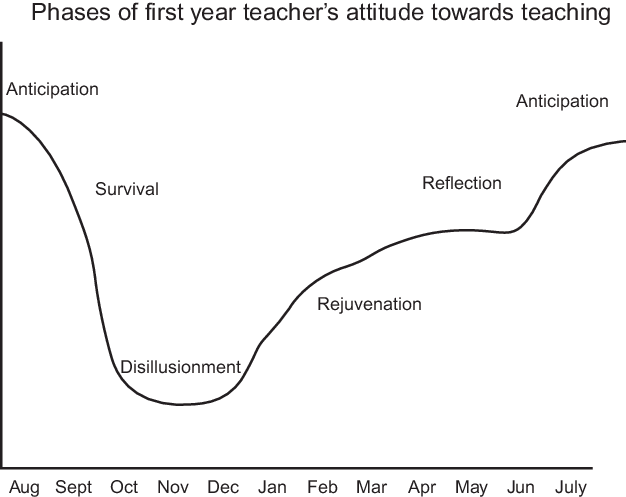 Phases of first year teacher’s attitude towards teaching
Anticipation
Anticipation
Survival
Reflection
Rejuvenation
Disillusionment
Aug Sept Oct Nov Dec Jan Feb Mar Apr May Jun July